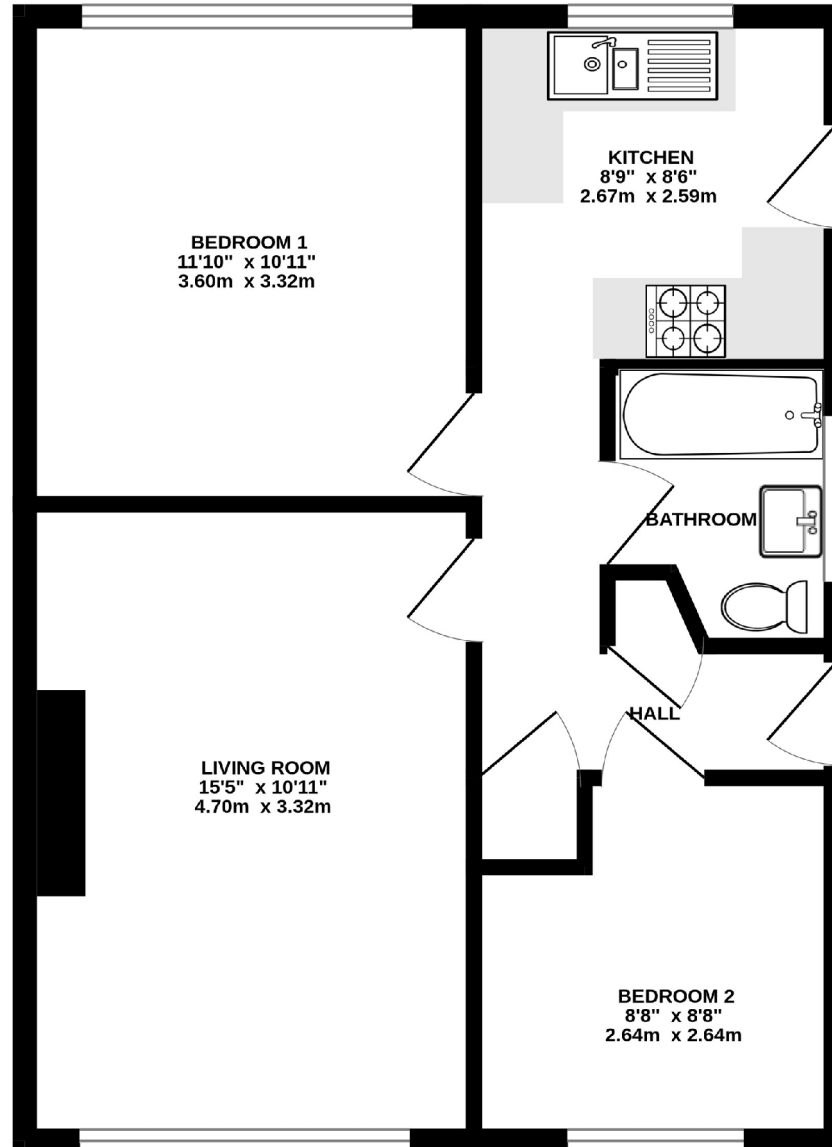 KITCHEN
8'9" x 8'6"
2.67m x 2.59m
BEDROOM 1
11'10" x 10'11"
3.60m x 3.32m
BATHROOM
HALL
LIVING ROOM
15'5" x 10'11"
4.70m x 3.32m
BEDROOM 2
8'8" x 8'8"
2.64m x 2.64m